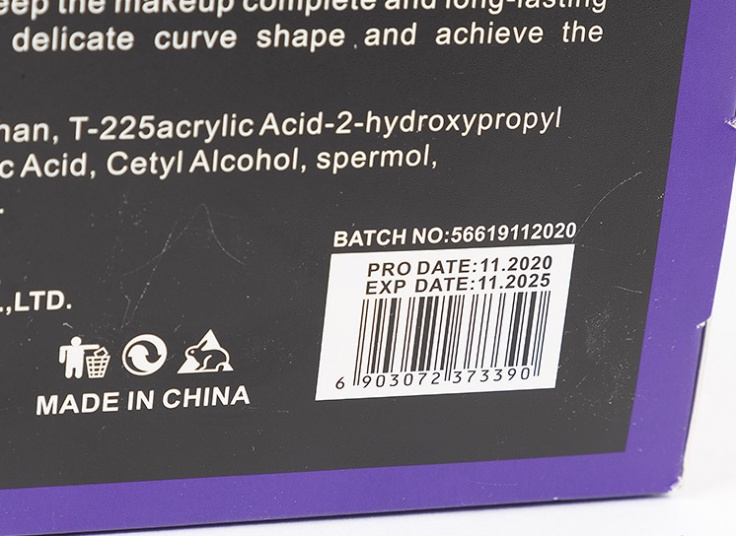 eep the makeup complete and long-lasting
delicate curve shape and achieve the
han, T-225acrylic Acid-2-hydroxypropyl
c Acid, Cetyl Alcohol, spermol,
.,LTD.
BATCH NO:56619112020
PRO DATE:11.2020
EXP DATE:11.2025
6 903072 373390
MADE IN CHINA